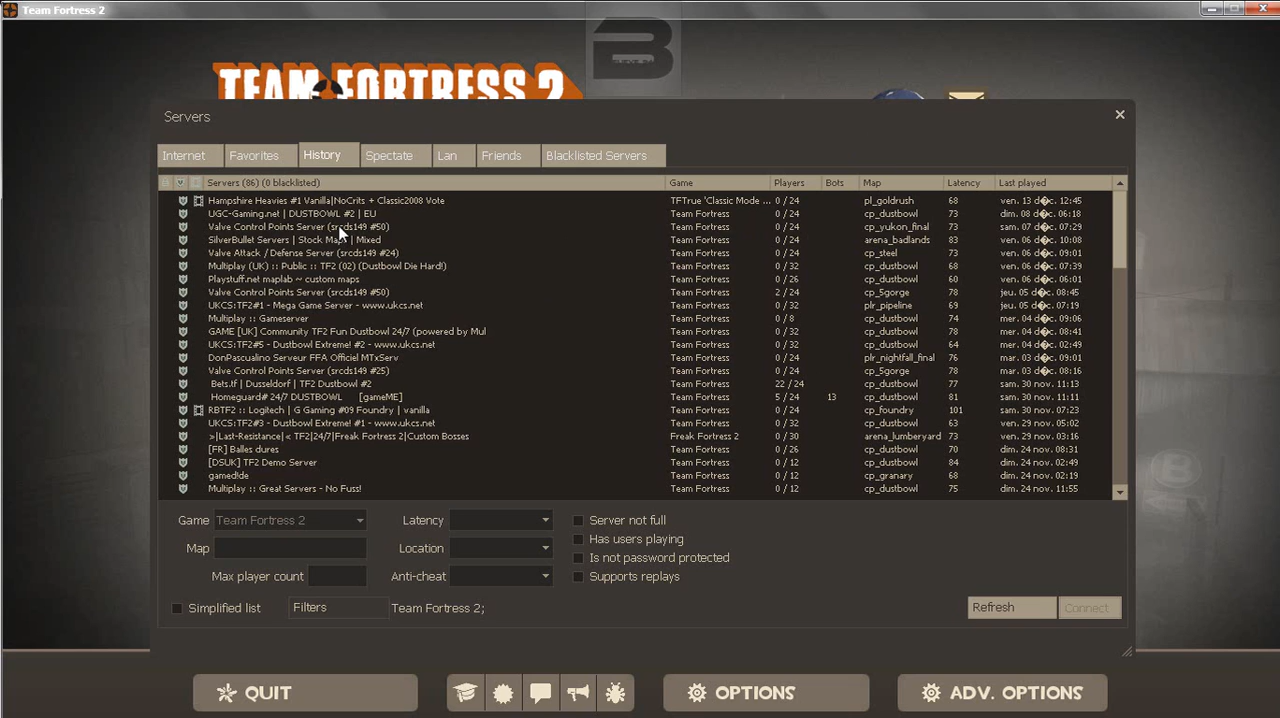 Team Fortress 2
TEAM FORTRESS 2
Servers
Internet Favorites History Spectate Lan Friends Blacklisted Servers
Servers (86) (0 blacklisted) Game Players Bots Map Latency Last played
Hampshire Heavies #1 Vanilla|NoCrits + Classic2008 Vote TFTrue 'Classic Mode ... 0 / 24 pl_goldrush 68 ven. 13 d�c. 12:45
UGC-Gaming.net | DUSTBOWL #2 | EU Team Fortress 0 / 24 cp_dustbowl 73 dim. 08 d�c. 06:18
Valve Control Points Server (srcds149 #50) Team Fortress 0 / 24 cp_yukon_final 73 sam. 07 d�c. 07:29
SilverBullet Servers | Stock Maps | Mixed Team Fortress 0 / 24 arena_badlands 83 ven. 06 d�c. 10:08
Valve Attack / Defense Server (srcds149 #24) Team Fortress 0 / 24 cp_steel 73 ven. 06 d�c. 09:01
Multiplay (UK) :: Public :: TF2 (02) (Dustbowl Die Hard!) Team Fortress 0 / 32 cp_dustbowl 68 ven. 06 d�c. 07:39
Playstuff.net maplab ~ custom maps Team Fortress 0 / 26 cp_dustbowl 60 ven. 06 d�c. 06:01
Valve Control Points Server (srcds149 #50) Team Fortress 2 / 24 cp_5gorge 78 jeu. 05 d�c. 08:45
UKCS:TF2#1 - Mega Game Server - www.ukcs.net Team Fortress 0 / 32 plr_pipeline 69 jeu. 05 d�c. 07:19
Multiplay :: Gameserver Team Fortress 0 / 8 cp_dustbowl 74 mer. 04 d�c. 09:06
GAME [UK] Community TF2 Fun Dustbowl 24/7 (powered by Mul Team Fortress 0 / 32 cp_dustbowl 78 mer. 04 d�c. 08:41
UKCS:TF2#5 - Dustbowl Extreme! #2 - www.ukcs.net Team Fortress 0 / 32 cp_dustbowl 64 mer. 04 d�c. 02:49
DonPascualino Serveur FFA Officiel MTxServ Team Fortress 0 / 24 plr_nightfall_final 76 mar. 03 d�c. 09:01
Valve Control Points Server (srcds149 #25) Team Fortress 0 / 24 cp_5gorge 78 mar. 03 d�c. 08:16
Bets.tf | Dusseldorf | TF2 Dustbowl #2 Team Fortress 22 / 24 cp_dustbowl 77 sam. 30 nov. 11:13
Homeguard# 24/7 DUSTBOWL [gameME] Team Fortress 5 / 24 13 cp_dustbowl 81 sam. 30 nov. 11:11
RBTF2 :: Logitech | G Gaming #09 Foundry | vanilla Team Fortress 0 / 24 cp_foundry 101 sam. 30 nov. 07:23
UKCS:TF2#3 - Dustbowl Extreme! #1 - www.ukcs.net Team Fortress 0 / 32 cp_dustbowl 63 ven. 29 nov. 05:02
>|Last-Resistance|< TF2|24/7|Freak Fortress 2|Custom Bosses Freak Fortress 2 0 / 30 arena_lumberyard 73 ven. 29 nov. 03:16
[FR] Balles dures Team Fortress 0 / 26 cp_dustbowl 70 dim. 24 nov. 08:31
[DSUK] TF2 Demo Server Team Fortress 0 / 12 cp_dustbowl 84 dim. 24 nov. 02:49
gamed!de Team Fortress 0 / 12 cp_granary 68 dim. 24 nov. 02:19
Multiplay :: Great Servers - No Fuss! Team Fortress 0 / 12 cp_dustbowl 75 dim. 24 nov. 11:55
Game Team Fortress 2 Latency Server not full
Has users playing
Map Location Is not password protected
Max player count Anti-cheat Supports replays
Simplified list Filters Team Fortress 2; Refresh Connect
QUIT OPTIONS ADV. OPTIONS